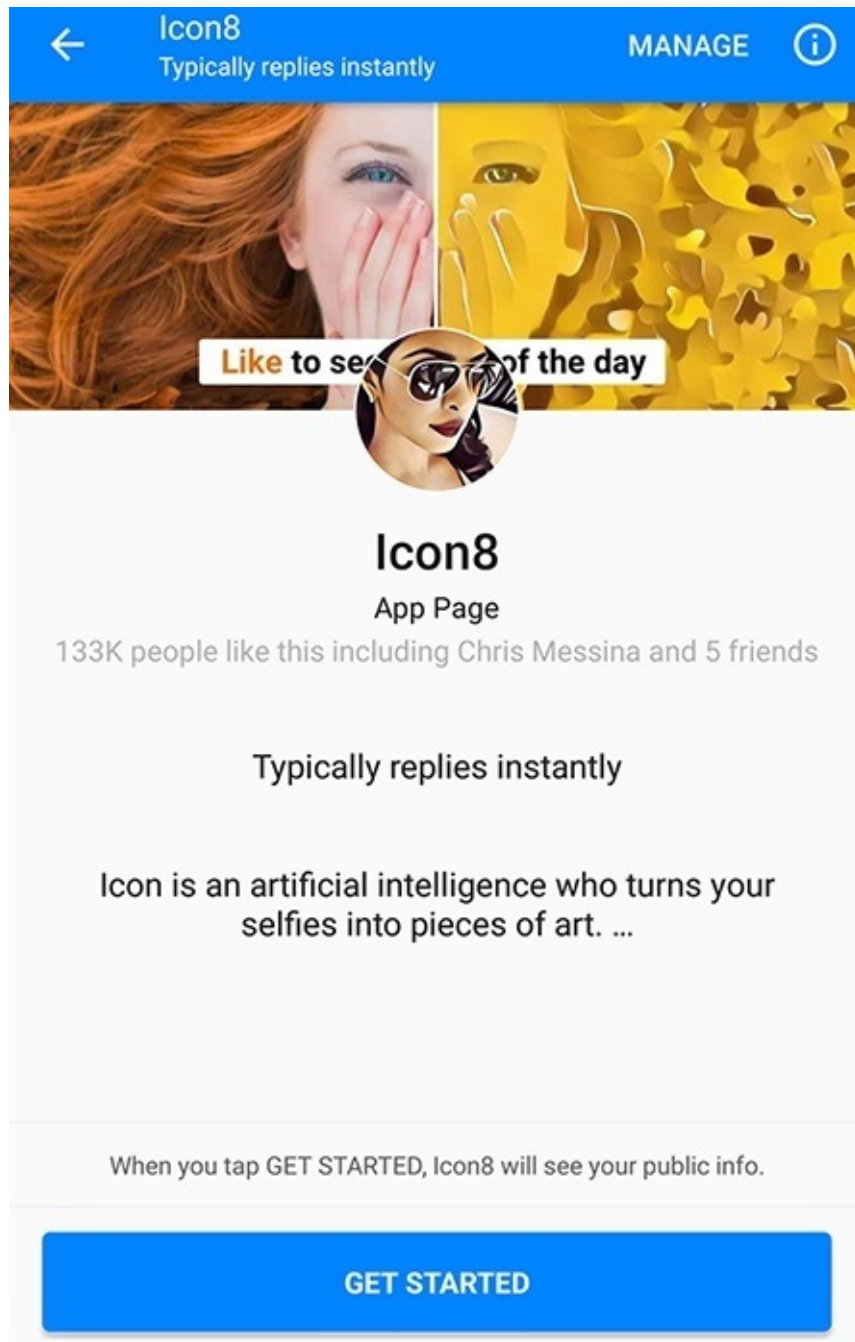 Icon8
Typically replies instantly
MANAGE
Like to se of the day
Icon8
App Page
133K people like this including Chris Messina and 5 friends
Typically replies instantly
Icon is an artificial intelligence who turns your
selfies into pieces of art. ...
When you tap GET STARTED, Icon8 will see your public info.
GET STARTED